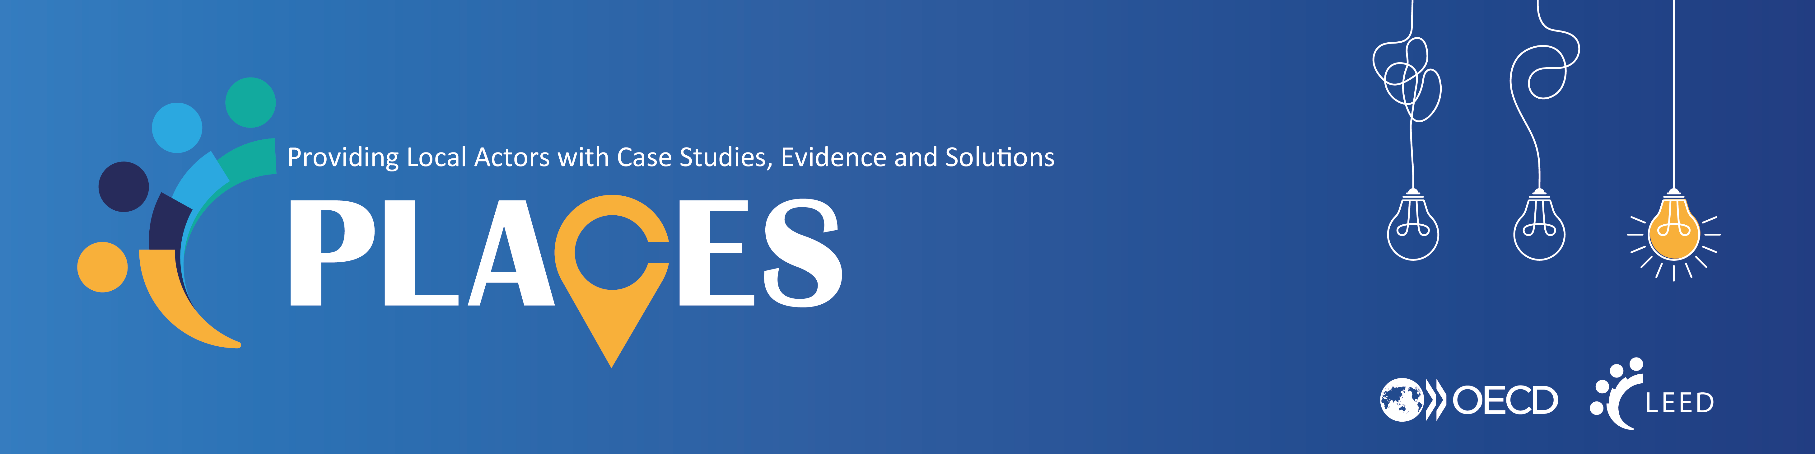 Providing Local Actors with Case Studies, Evidence and Solutions
PLACES
OECD
LEED